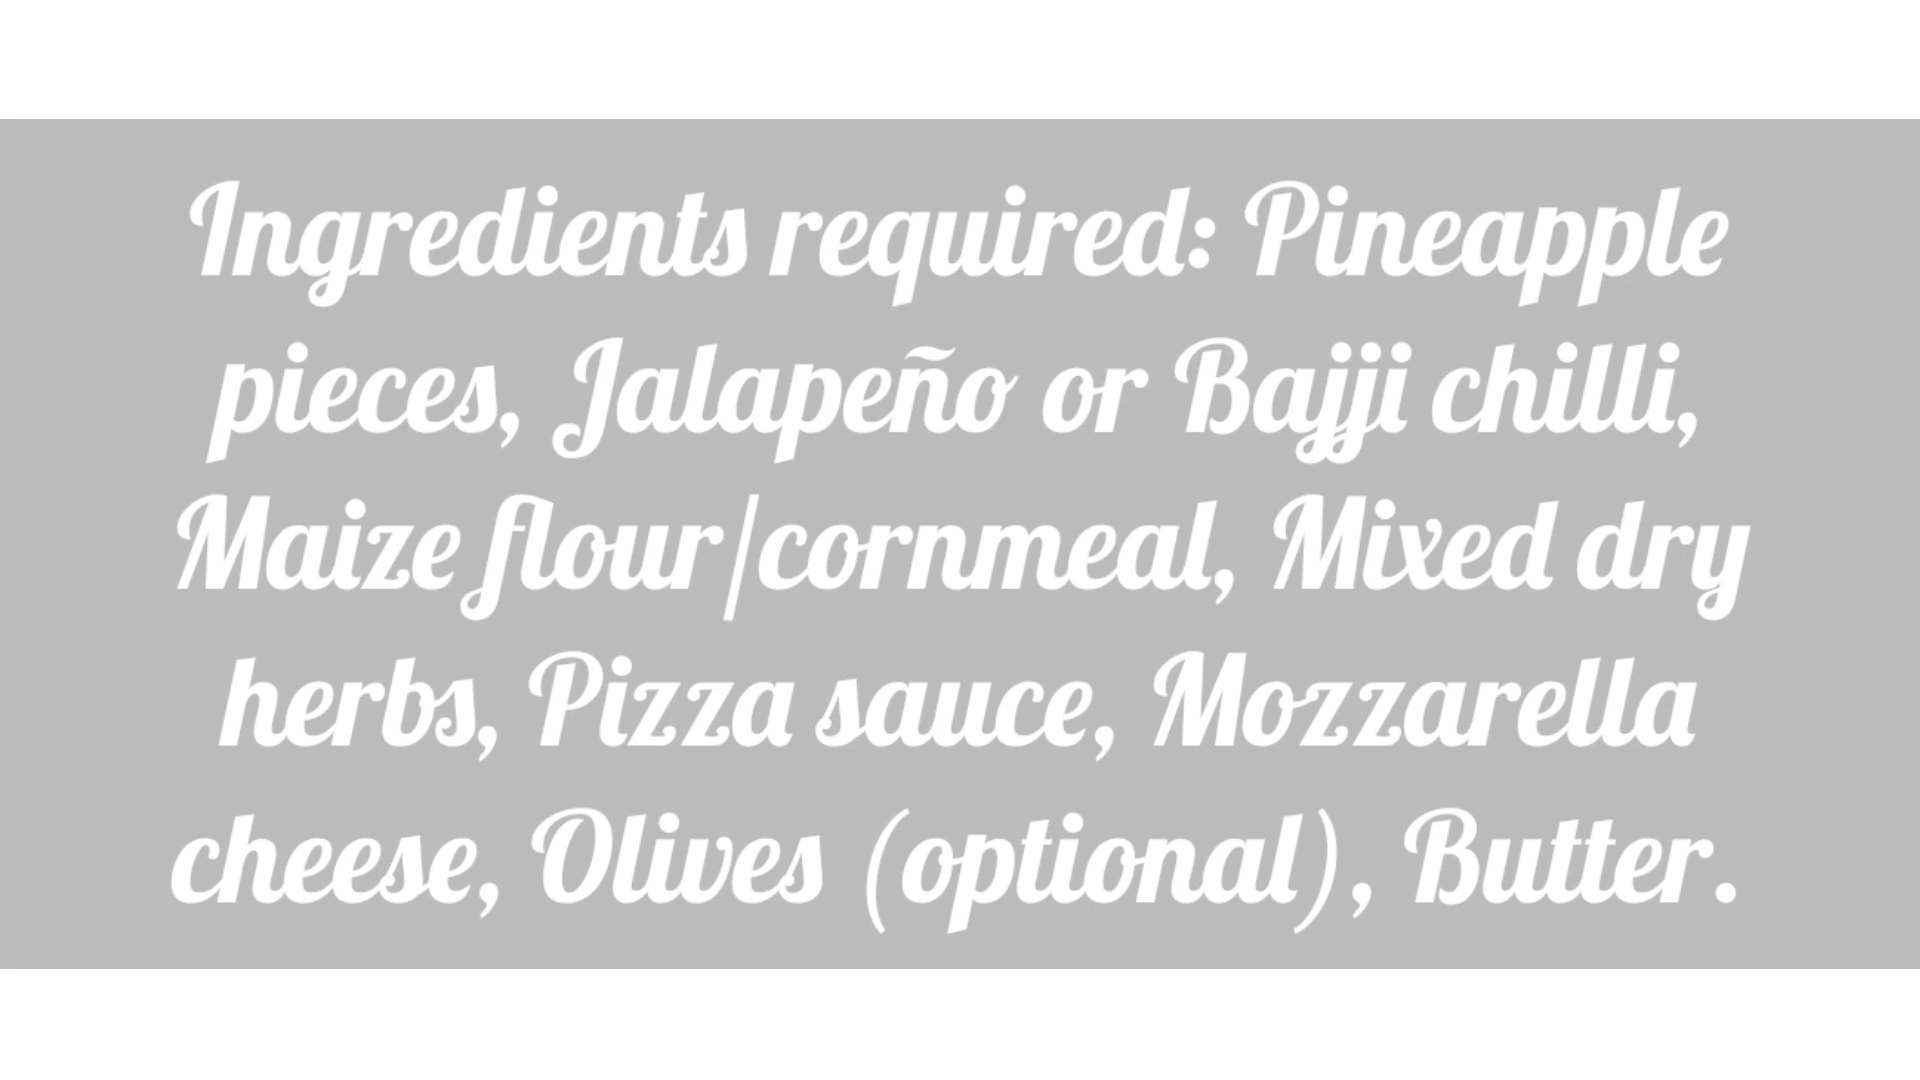 Ingredients required: Pineapple
pieces, Jalapeño or Bajji chilli,
Maize flour/cornmeal, Mixed dry
herbs, Pizza sauce, Mozzarella
cheese, Olives (optional), Butter.